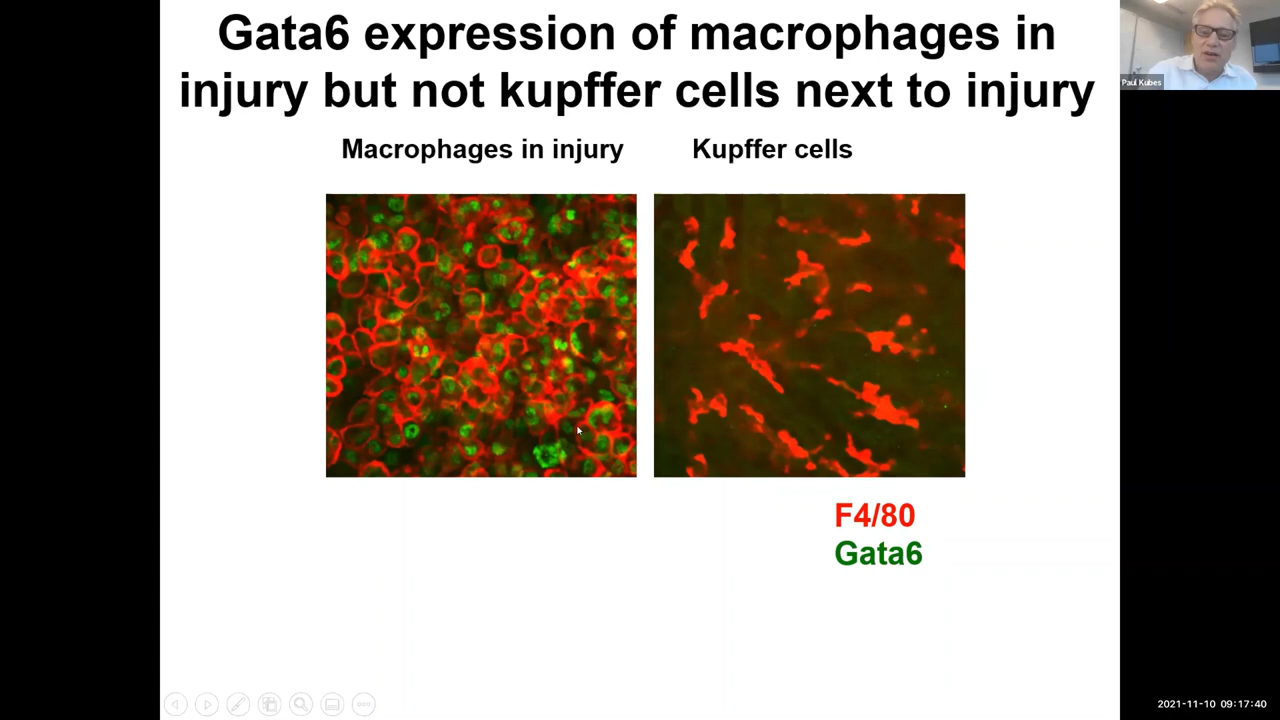 Gata6 expression of macrophages in
injury but not kupffer cells next to injury
Paul Kubes
Macrophages in injury
Kupffer cells
F4/80
Gata6
2021-11-10 09:17:40